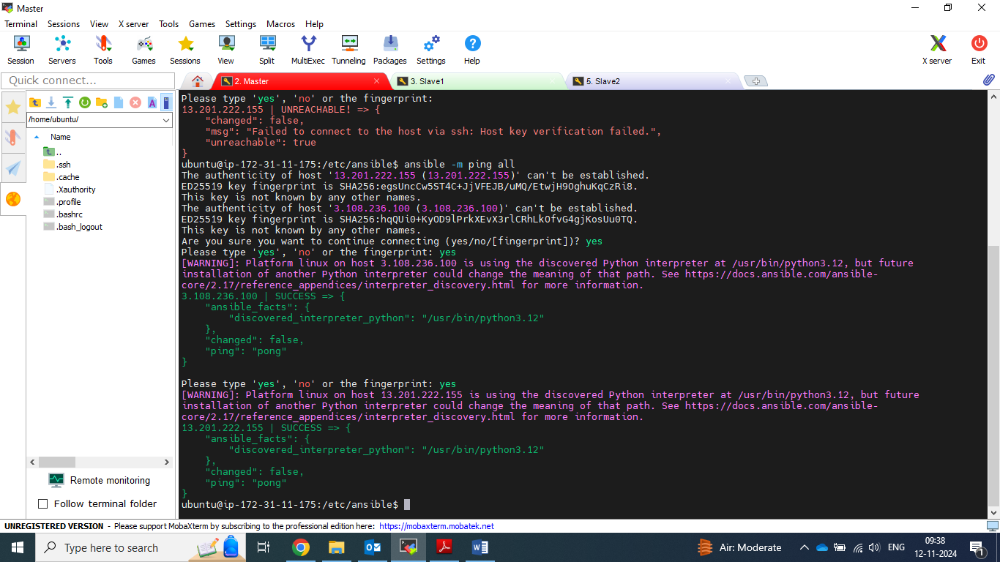 Master
Terminal Sessions View X server Tools Games Settings Macros Help
Session Servers Tools Games Sessions View Split MultiExec Tunneling Packages Settings Help X server Exit
Quick connect...
2. Master
3. Slave1
5. Slave2
/home/ubuntu/
Name
..
.ssh
.cache
.Xauthority
.profile
.bashrc
.bash_logout
Remote monitoring
Follow terminal folder
Please type 'yes', 'no' or the fingerprint:
13.201.222.155 | UNREACHABLE! => {
    "changed": false,
    "msg": "Failed to connect to the host via ssh: Host key verification failed.",
    "unreachable": true
}
ubuntu@ip-172-31-11-175:/etc/ansible$ ansible -m ping all
The authenticity of host '13.201.222.155 (13.201.222.155)' can't be established.
ED25519 key fingerprint is SHA256:egsUncCw5ST4C+JjVFEJB/uMQ/EtwjH9OghuKqCzRi8.
This key is not known by any other names.
The authenticity of host '3.108.236.100 (3.108.236.100)' can't be established.
ED25519 key fingerprint is SHA256:hqQUi0+KyOD9lPrkXEvX3rlCRhLkOfvG4gjKosUu0TQ.
This key is not known by any other names.
Are you sure you want to continue connecting (yes/no/[fingerprint])? yes
Please type 'yes', 'no' or the fingerprint: yes
[WARNING]: Platform linux on host 3.108.236.100 is using the discovered Python interpreter at /usr/bin/python3.12, but future
installation of another Python interpreter could change the meaning of that path. See https://docs.ansible.com/ansible-
core/2.17/reference_appendices/interpreter_discovery.html for more information.
3.108.236.100 | SUCCESS => {
    "ansible_facts": {
        "discovered_interpreter_python": "/usr/bin/python3.12"
    },
    "changed": false,
    "ping": "pong"
}
Please type 'yes', 'no' or the fingerprint: yes
[WARNING]: Platform linux on host 13.201.222.155 is using the discovered Python interpreter at /usr/bin/python3.12, but future
installation of another Python interpreter could change the meaning of that path. See https://docs.ansible.com/ansible-
core/2.17/reference_appendices/interpreter_discovery.html for more information.
13.201.222.155 | SUCCESS => {
    "ansible_facts": {
        "discovered_interpreter_python": "/usr/bin/python3.12"
    },
    "changed": false,
    "ping": "pong"
}
ubuntu@ip-172-31-11-175:/etc/ansible$
UNREGISTERED VERSION - Please support MobaXterm by subscribing to the professional edition here: https://mobaxterm.mobatek.net
Type here to search
Air: Moderate
ENG
09:38
12-11-2024
1